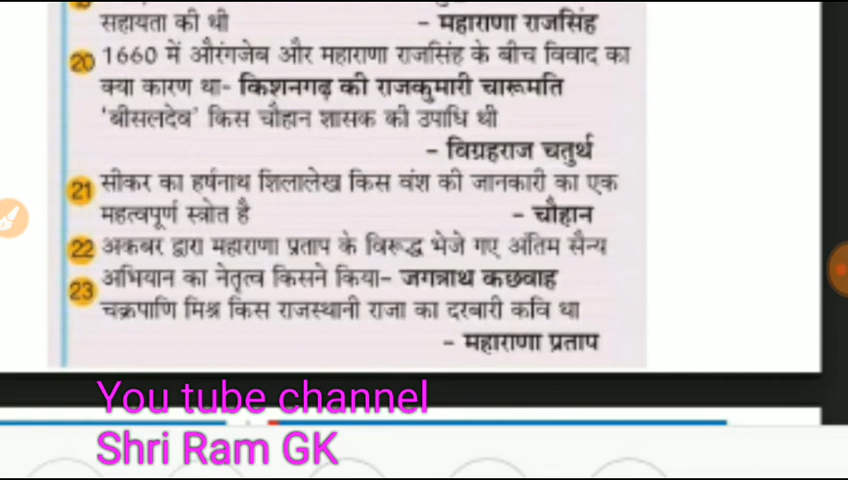 सहायता की थी - महाराणा राजसिंह
20 1660 में औरंगजेब और महाराणा राजसिंह के बीच विवाद का
क्या कारण था- किशनगढ़ की राजकुमारी चारूमति
'बीसलदेव' किस चौहान शासक की उपाधि थी
- विग्रहराज चतुर्थ
21 सीकर का हर्षनाथ शिलालेख किस वंश की जानकारी का एक
महत्वपूर्ण स्त्रोत है - चौहान
22 अकबर द्वारा महाराणा प्रताप के विरूद्ध भेजे गए अंतिम सैन्य
23 अभियान का नेतृत्व किसने किया- जगन्नाथ कछवाह
चक्रपाणि मिश्र किस राजस्थानी राजा का दरबारी कवि था
- महाराणा प्रताप
You tube channel
Shri Ram GK